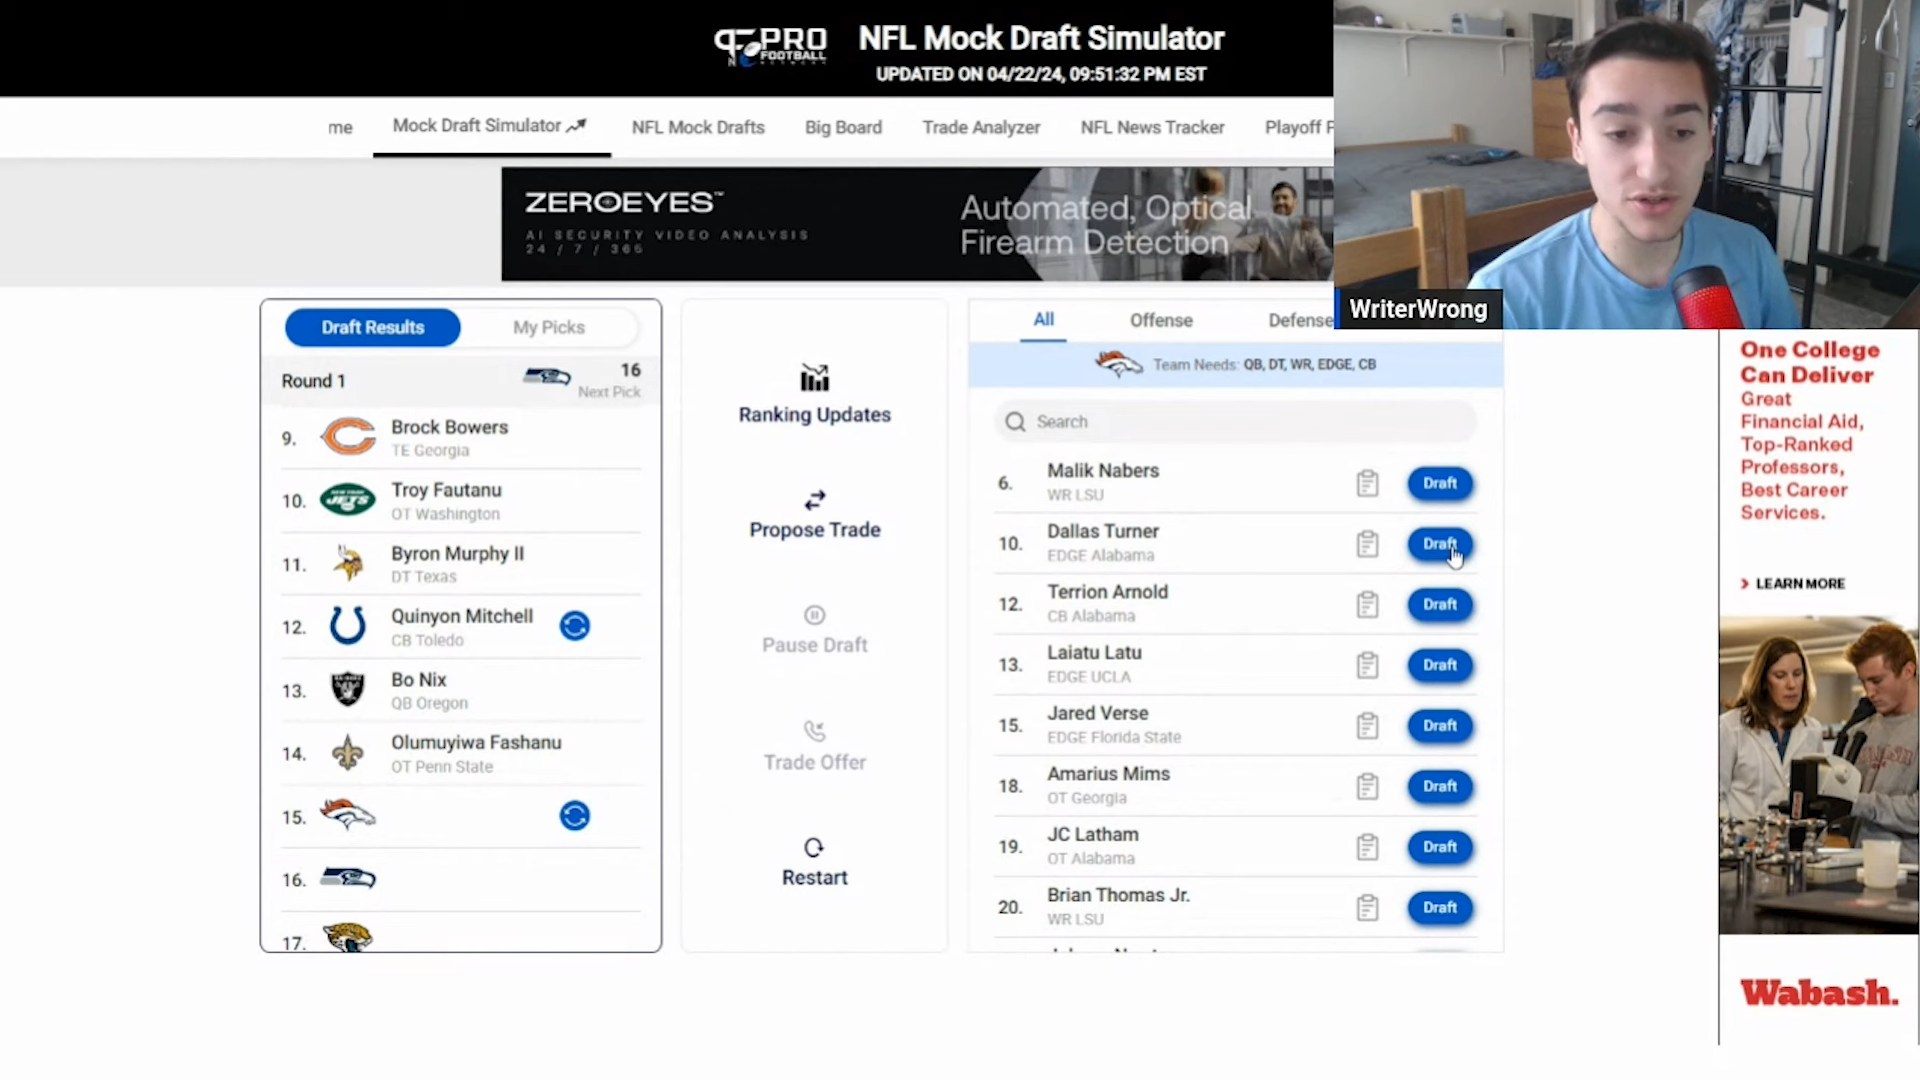 PRO
FOOTBALL
NETWORK
NFL Mock Draft Simulator
UPDATED ON 04/22/24, 09:51:32 PM EST
me
Mock Draft Simulator
NFL Mock Drafts
Big Board
Trade Analyzer
NFL News Tracker
Playoff P
ZEROEYES™
AI SECURITY VIDEO ANALYSIS
24 / 7 / 365
Automated, Optical
Firearm Detection
WriterWrong
Draft Results
My Picks
Round 1
16
Next Pick
9.
Brock Bowers
TE Georgia
10.
JETS
Troy Fautanu
OT Washington
11.
Byron Murphy II
DT Texas
12.
Quinyon Mitchell
CB Toledo
13.
Bo Nix
QB Oregon
14.
Olumuyiwa Fashanu
OT Penn State
15.
16.
17.
Ranking Updates
Propose Trade
Pause Draft
Trade Offer
Restart
All
Offense
Defense
Team Needs: QB, DT, WR, EDGE, CB
Search
6.
Malik Nabers
WR LSU
Draft
10.
Dallas Turner
EDGE Alabama
Draft
12.
Terrion Arnold
CB Alabama
Draft
13.
Laiatu Latu
EDGE UCLA
Draft
15.
Jared Verse
EDGE Florida State
Draft
18.
Amarius Mims
OT Georgia
Draft
19.
JC Latham
OT Alabama
Draft
20.
Brian Thomas Jr.
WR LSU
Draft
One College
Can Deliver
Great
Financial Aid,
Top-Ranked
Professors,
Best Career
Services.
LEARN MORE
Wabash.